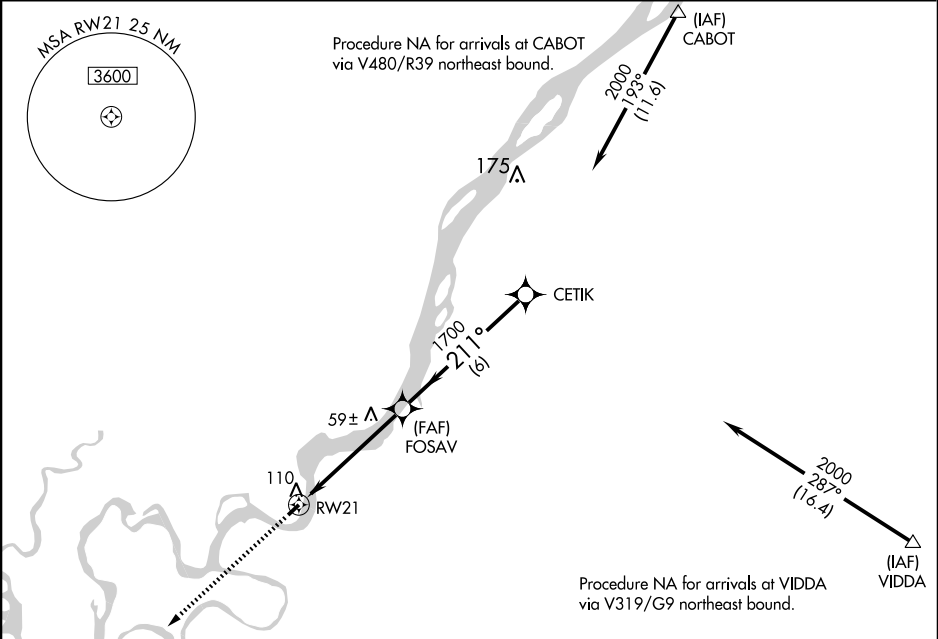 MSA RW21 25 NM
3600
Procedure NA for arrivals at CABOT
via V480/R39 northeast bound.
(IAF)
CABOT
2000
193°
(11.6)
175
CETIK
1700
211°
(6)
59±
(FAF)
FOSAV
110
RW21
2000
287°
(16.4)
(IAF)
VIDDA
Procedure NA for arrivals at VIDDA
via V319/G9 northeast bound.